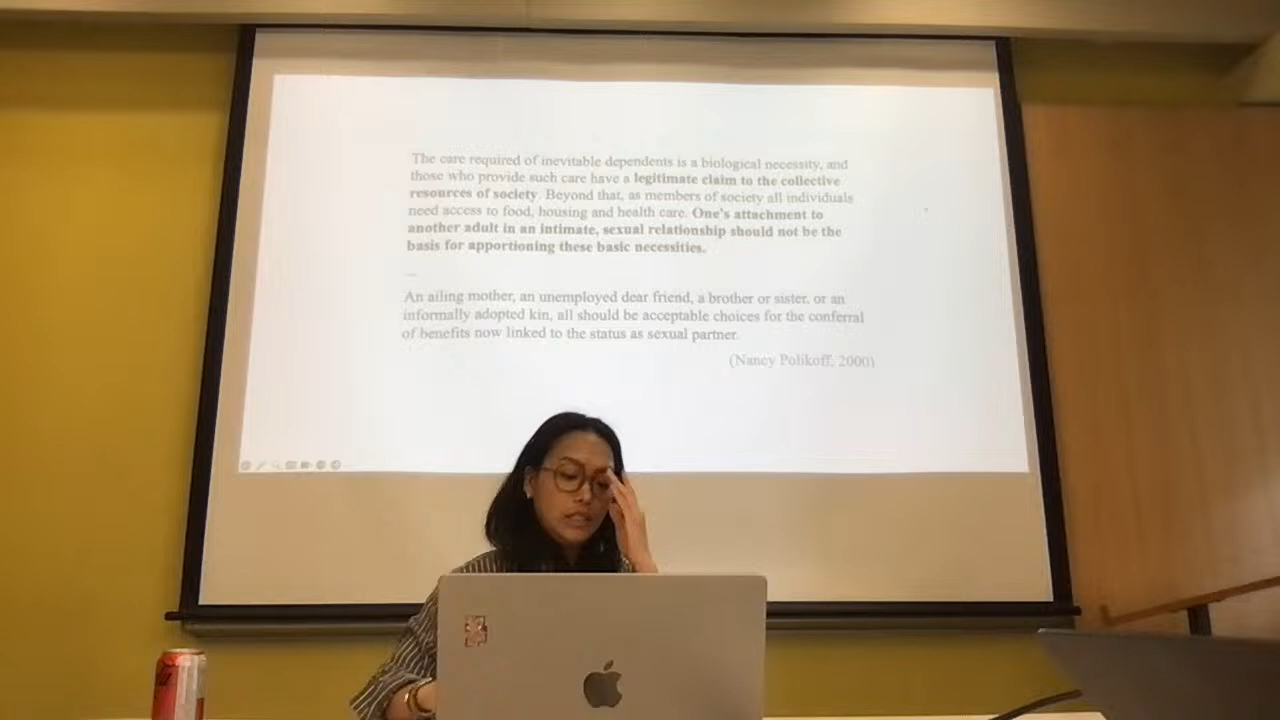 The care required of inevitable dependents is a biological necessity, and
those who provide such care have a legitimate claim to the collective
resources of society. Beyond that, as members of society all individuals
need access to food, housing and health care. One's attachment to
another adult in an intimate, sexual relationship should not be the
basis for apportioning these basic necessities.
...
An ailing mother, an unemployed dear friend, a brother or sister, or an
informally adopted kin, all should be acceptable choices for the conferral
of benefits now linked to the status as sexual partner.
(Nancy Polikoff, 2000)